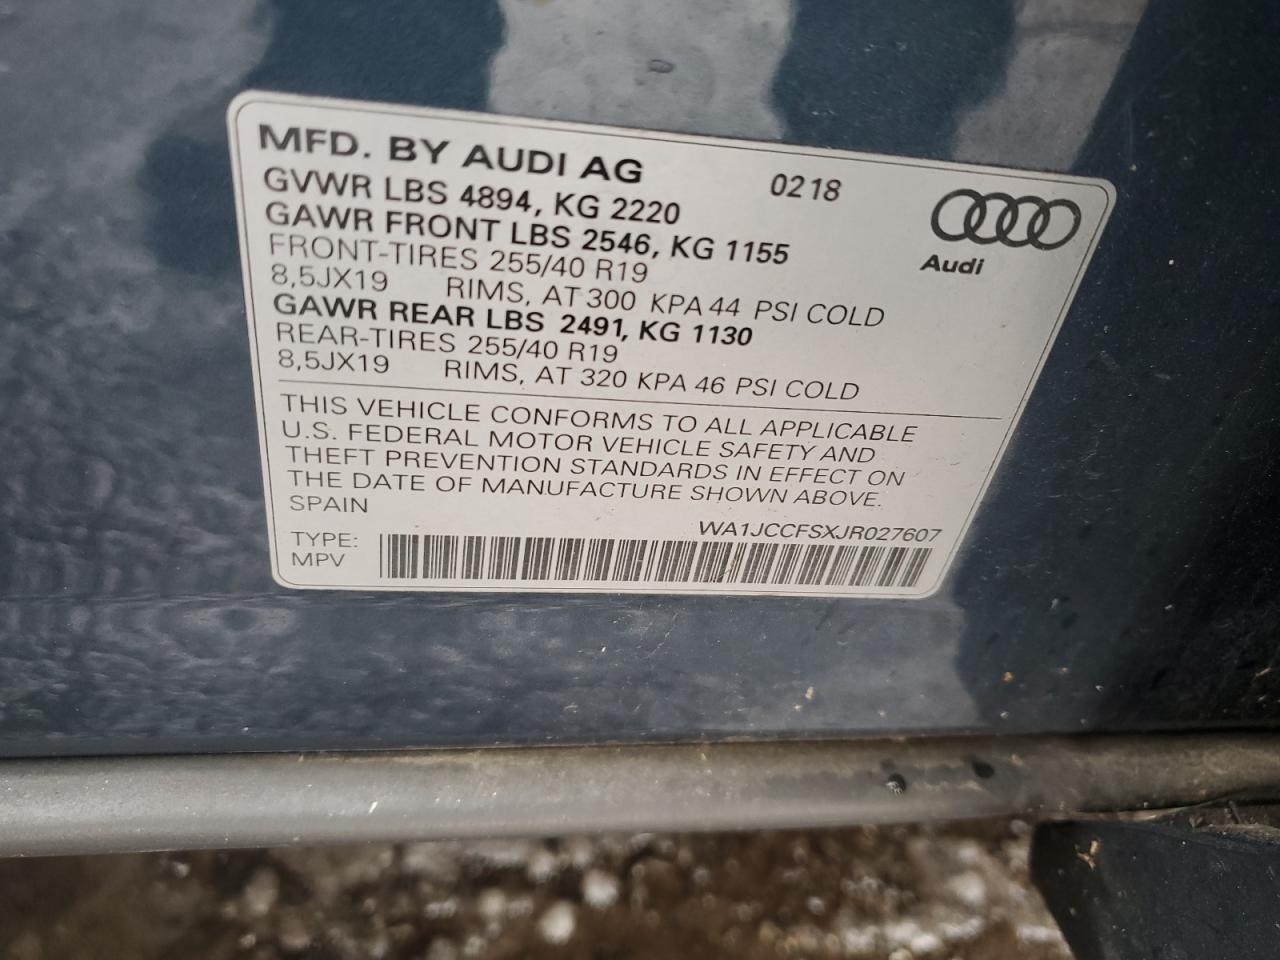 MFD. BY AUDI AG 0218
GVWR LBS 4894, KG 2220
GAWR FRONT LBS 2546, KG 1155
FRONT-TIRES 255/40 R19
8,5JX19 RIMS, AT 300 KPA 44 PSI COLD
GAWR REAR LBS 2491, KG 1130
REAR-TIRES 255/40 R19
8,5JX19 RIMS, AT 320 KPA 46 PSI COLD
Audi
THIS VEHICLE CONFORMS TO ALL APPLICABLE
U.S. FEDERAL MOTOR VEHICLE SAFETY AND
THEFT PREVENTION STANDARDS IN EFFECT ON
THE DATE OF MANUFACTURE SHOWN ABOVE.
SPAIN
WA1JCCFSXJR027607
TYPE:
MPV